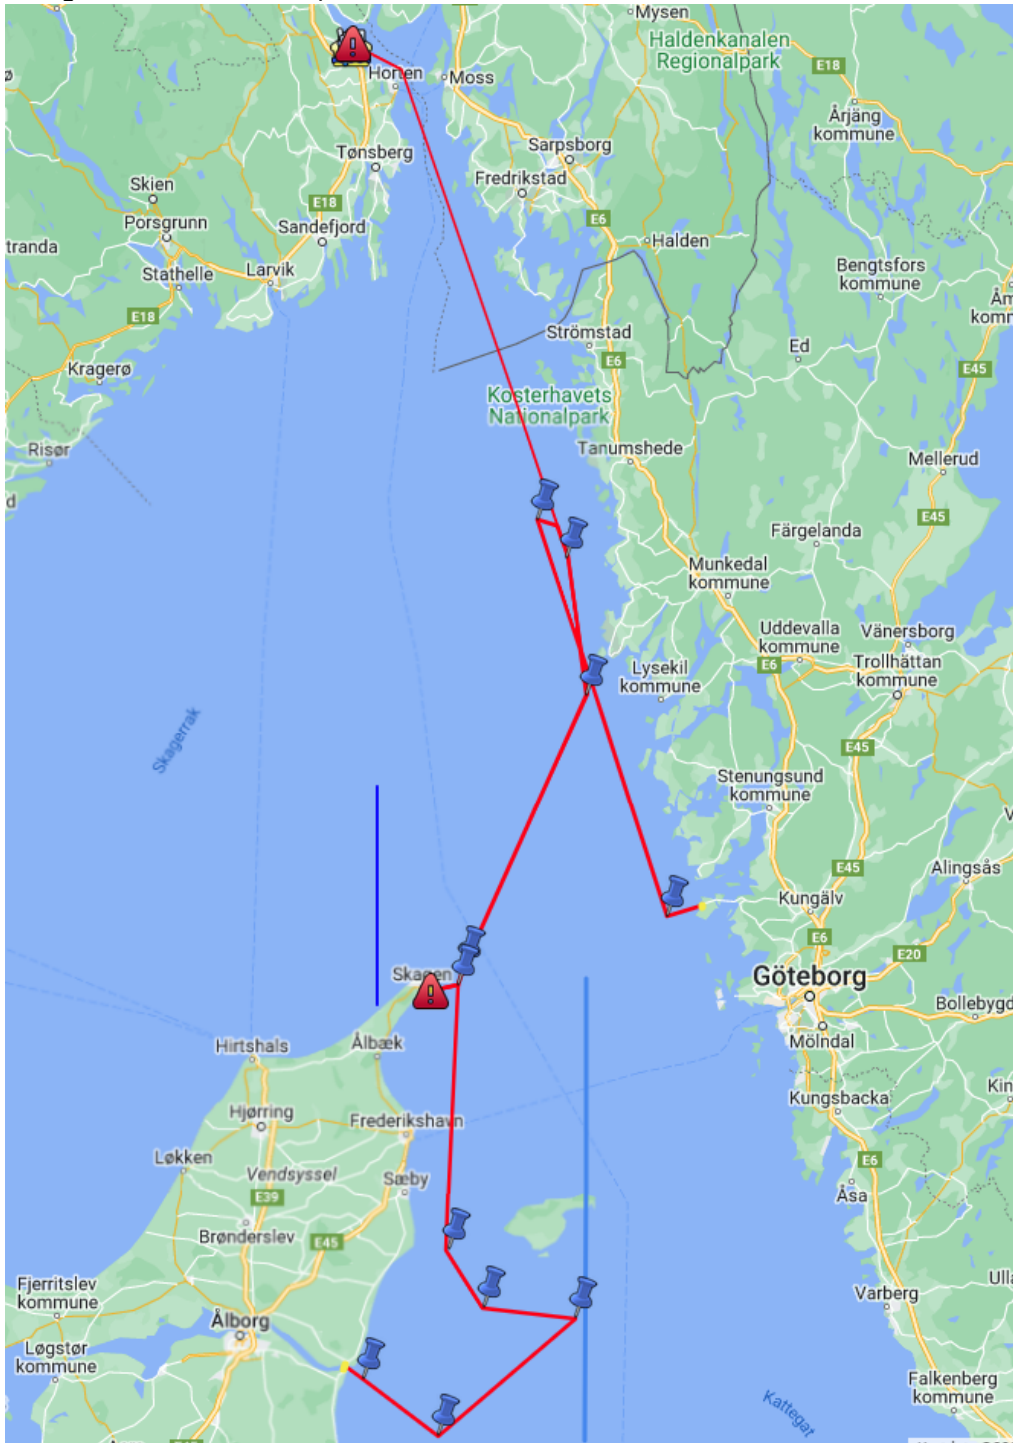 Mysen
Haldenkanalen
Regionalpark
E18
Horten
Moss
Årjäng
kommune
Tønsberg
Sarpsborg
Fredrikstad
Skien
E18
E6
Porsgrunn
Sandefjord
tranda
Halden
Stathelle
Larvik
Bengtsfors
kommune
E18
Strömstad
Ed
E6
Kragerø
E45
Kosterhavets
Nationalpark
Risør
Tanumshede
Mellerud
d
E45
Färgelanda
Munkedal
kommune
Uddevalla
kommune
Vänersborg
E6
Trollhättan
kommune
Lysekil
kommune
Skagerrak
E45
Stenungsund
kommune
E45
Alingsås
Kungälv
E6
E20
Skagen
Göteborg
Bollebygd
Hirtshals
Ålbæk
Mölndal
Kungsbacka
Hjørring
Frederikshavn
Løkken
Vendsyssel
E6
Sæby
Åsa
E39
Brønderslev
E45
Fjerritslev
kommune
Varberg
Ålborg
Løgstør
kommune
Falkenberg
kommune
Kattegat